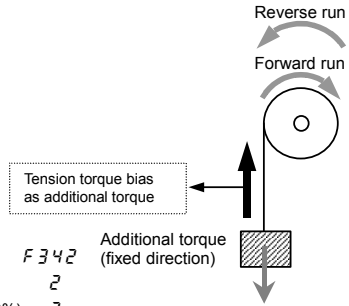 Reverse run
Forward run
Tension torque bias
as additional torque
Additional torque
(fixed direction)
F342
2